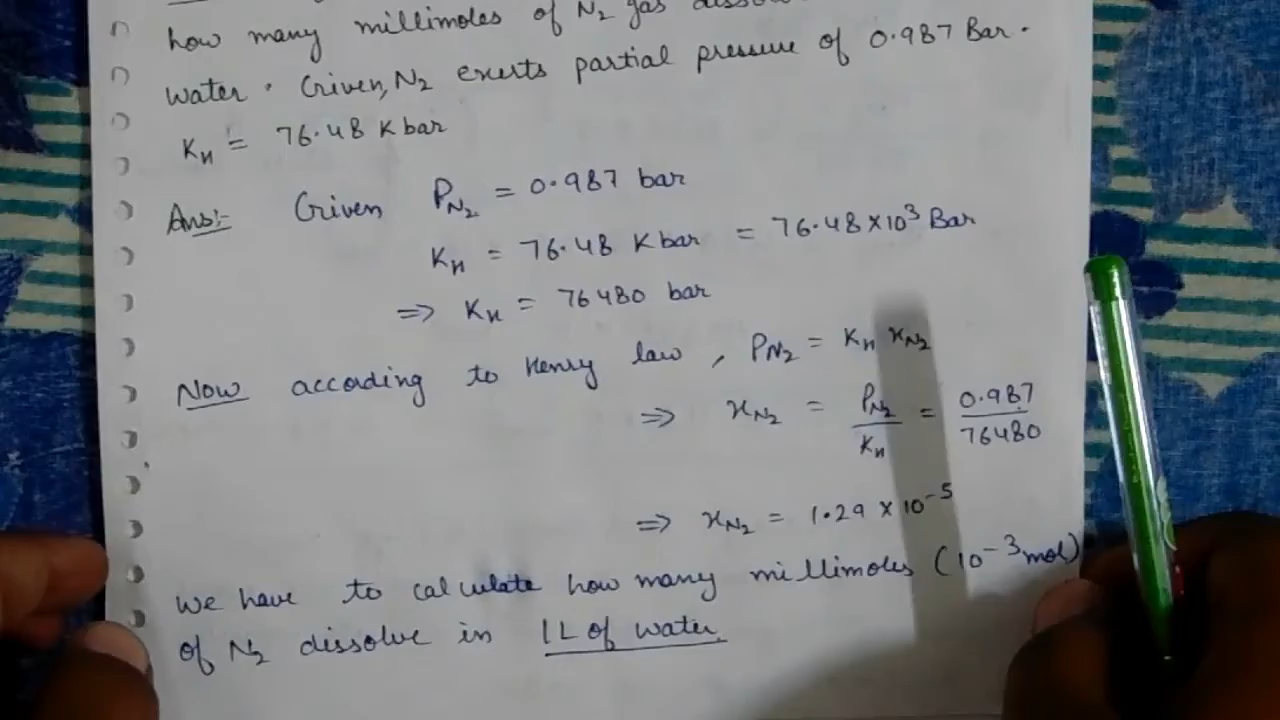 how many millimoles of N₂ gas
water. Given, N₂ exerts partial pressure of 0.987 Bar.
K_H = 76.48 K bar
Ans:- Given P_N₂ = 0.987 bar
K_H = 76.48 K bar = 76.48×10³ Bar
⇒ K_H = 76480 bar
Now accoding to Henry law, P_N₂ = K_H x_N₂
⇒ x_N₂ = P_N₂/K_H = 0.987/76480
⇒ x_N₂ = 1.29 × 10⁻⁵
We have to calculate how many millimoles (10⁻³mol)
of N₂ dissolve in 1L of water